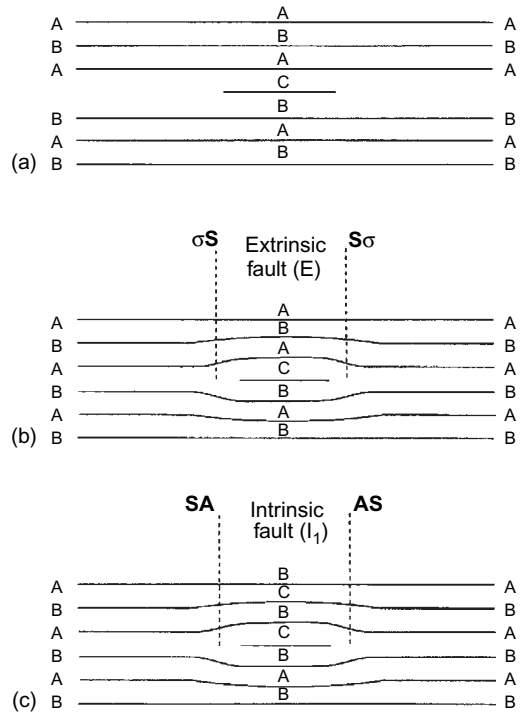 A
A A
B
B B
A
A A
C
B
B B
A
A A
B
(a) B B
σS Extrinsic Sσ
fault (E)
A
A B A
B B
A
A A
C
B B B
A A A
B
(b) B B
SA Intrinsic AS
fault (I₁)
B
A C A
B B B
A C A
B B B
A A A
B
(c) B B